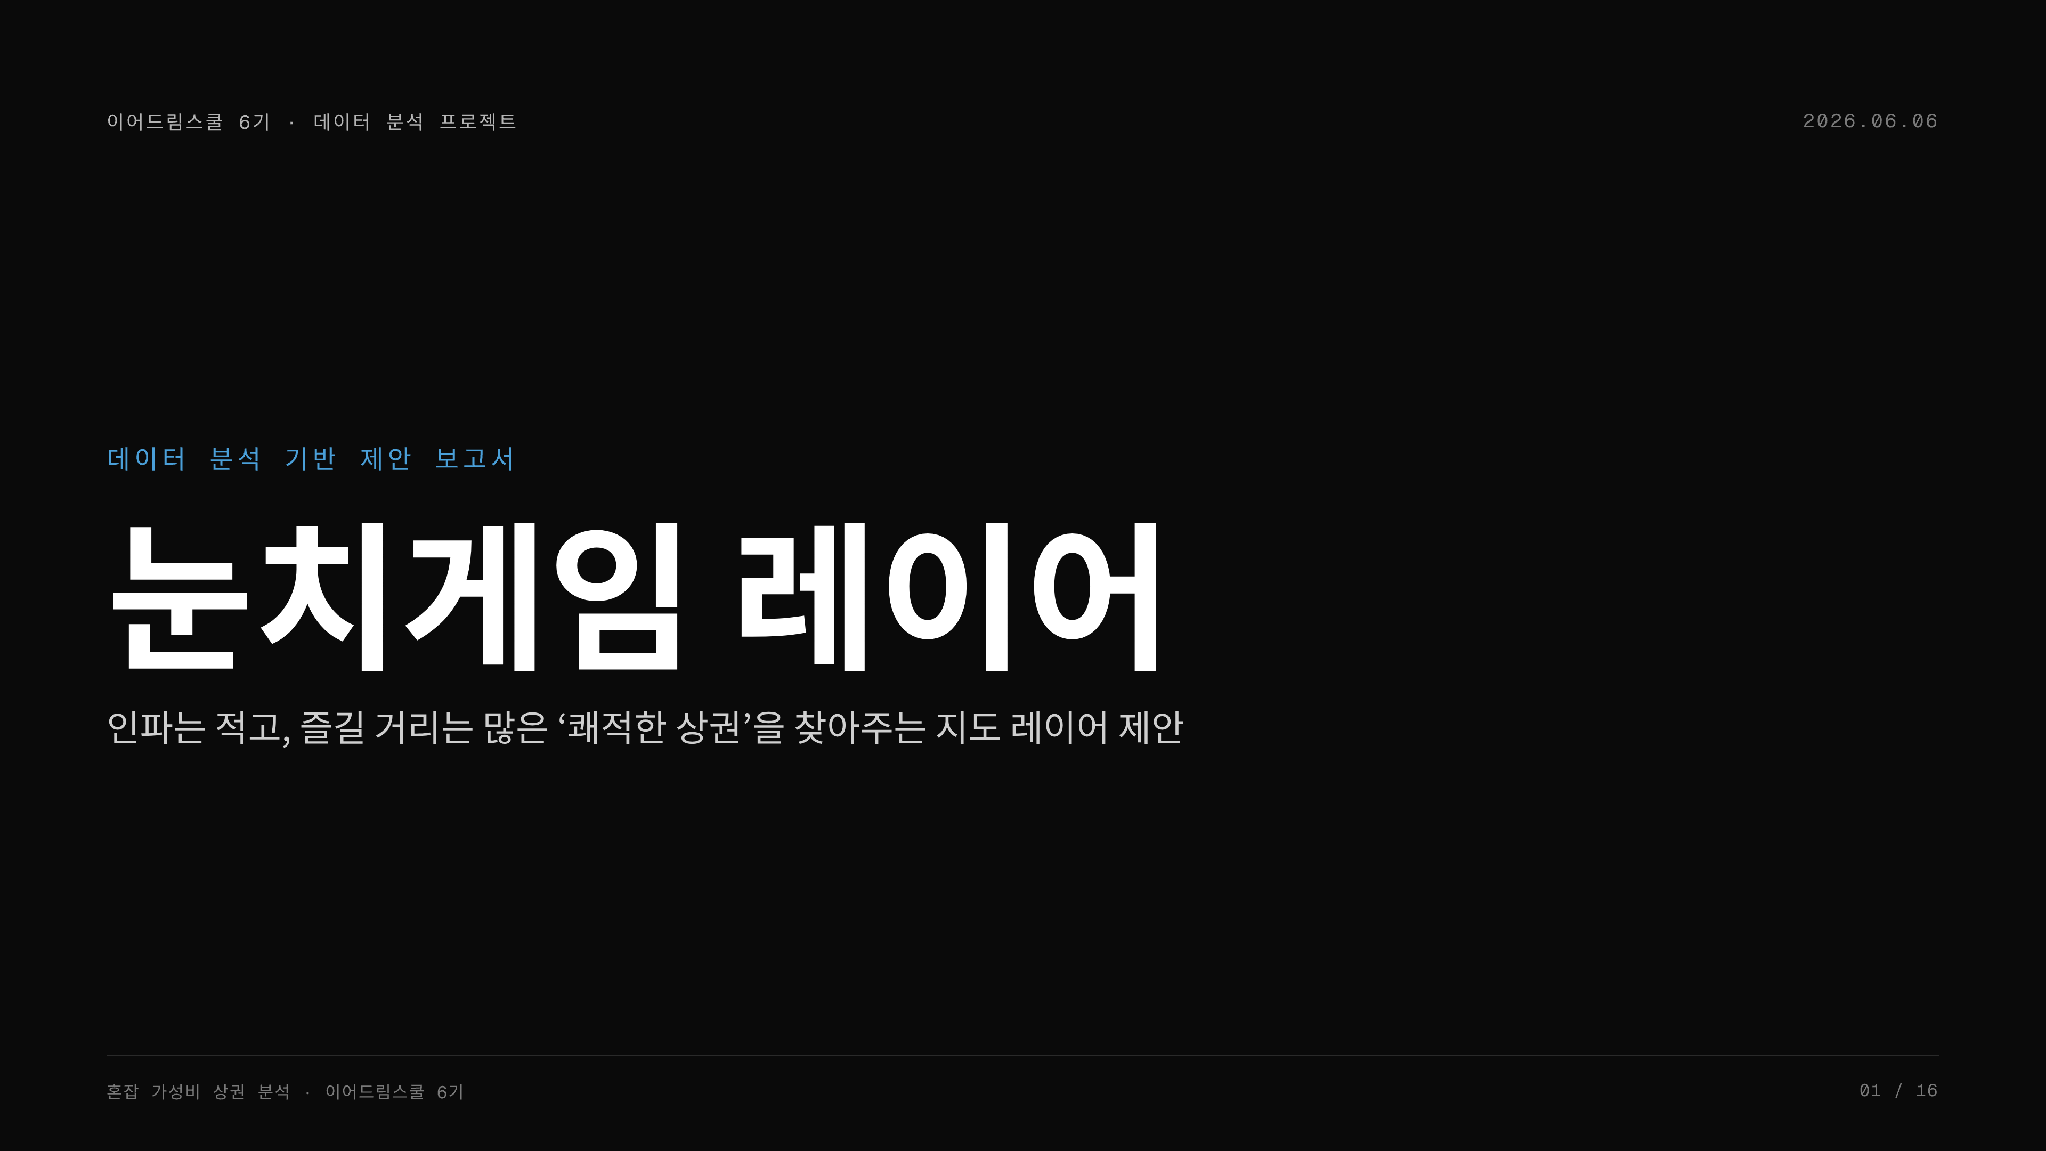 이어드림스쿨 6기 · 데이터 분석 프로젝트
2026.06.06
데이터 분석 기반 제안 보고서
눈치게임 레이어
인파는 적고, 즐길 거리는 많은 ‘쾌적한 상권’을 찾아주는 지도 레이어 제안
혼잡 가성비 상권 분석 · 이어드림스쿨 6기
01 / 16